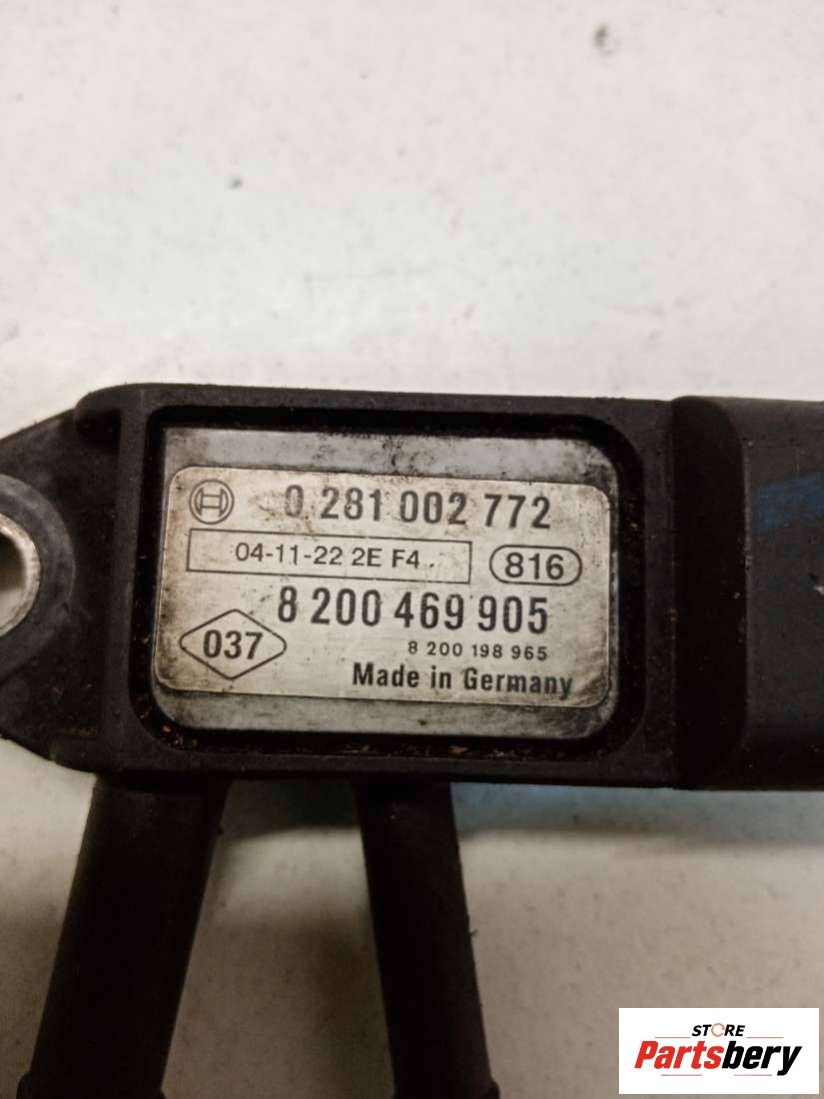 0 281 002 772
04-11-22 2E F4
816
8 200 469 905
037
8 200 198 965
Made in Germany
STORE
Partsbery